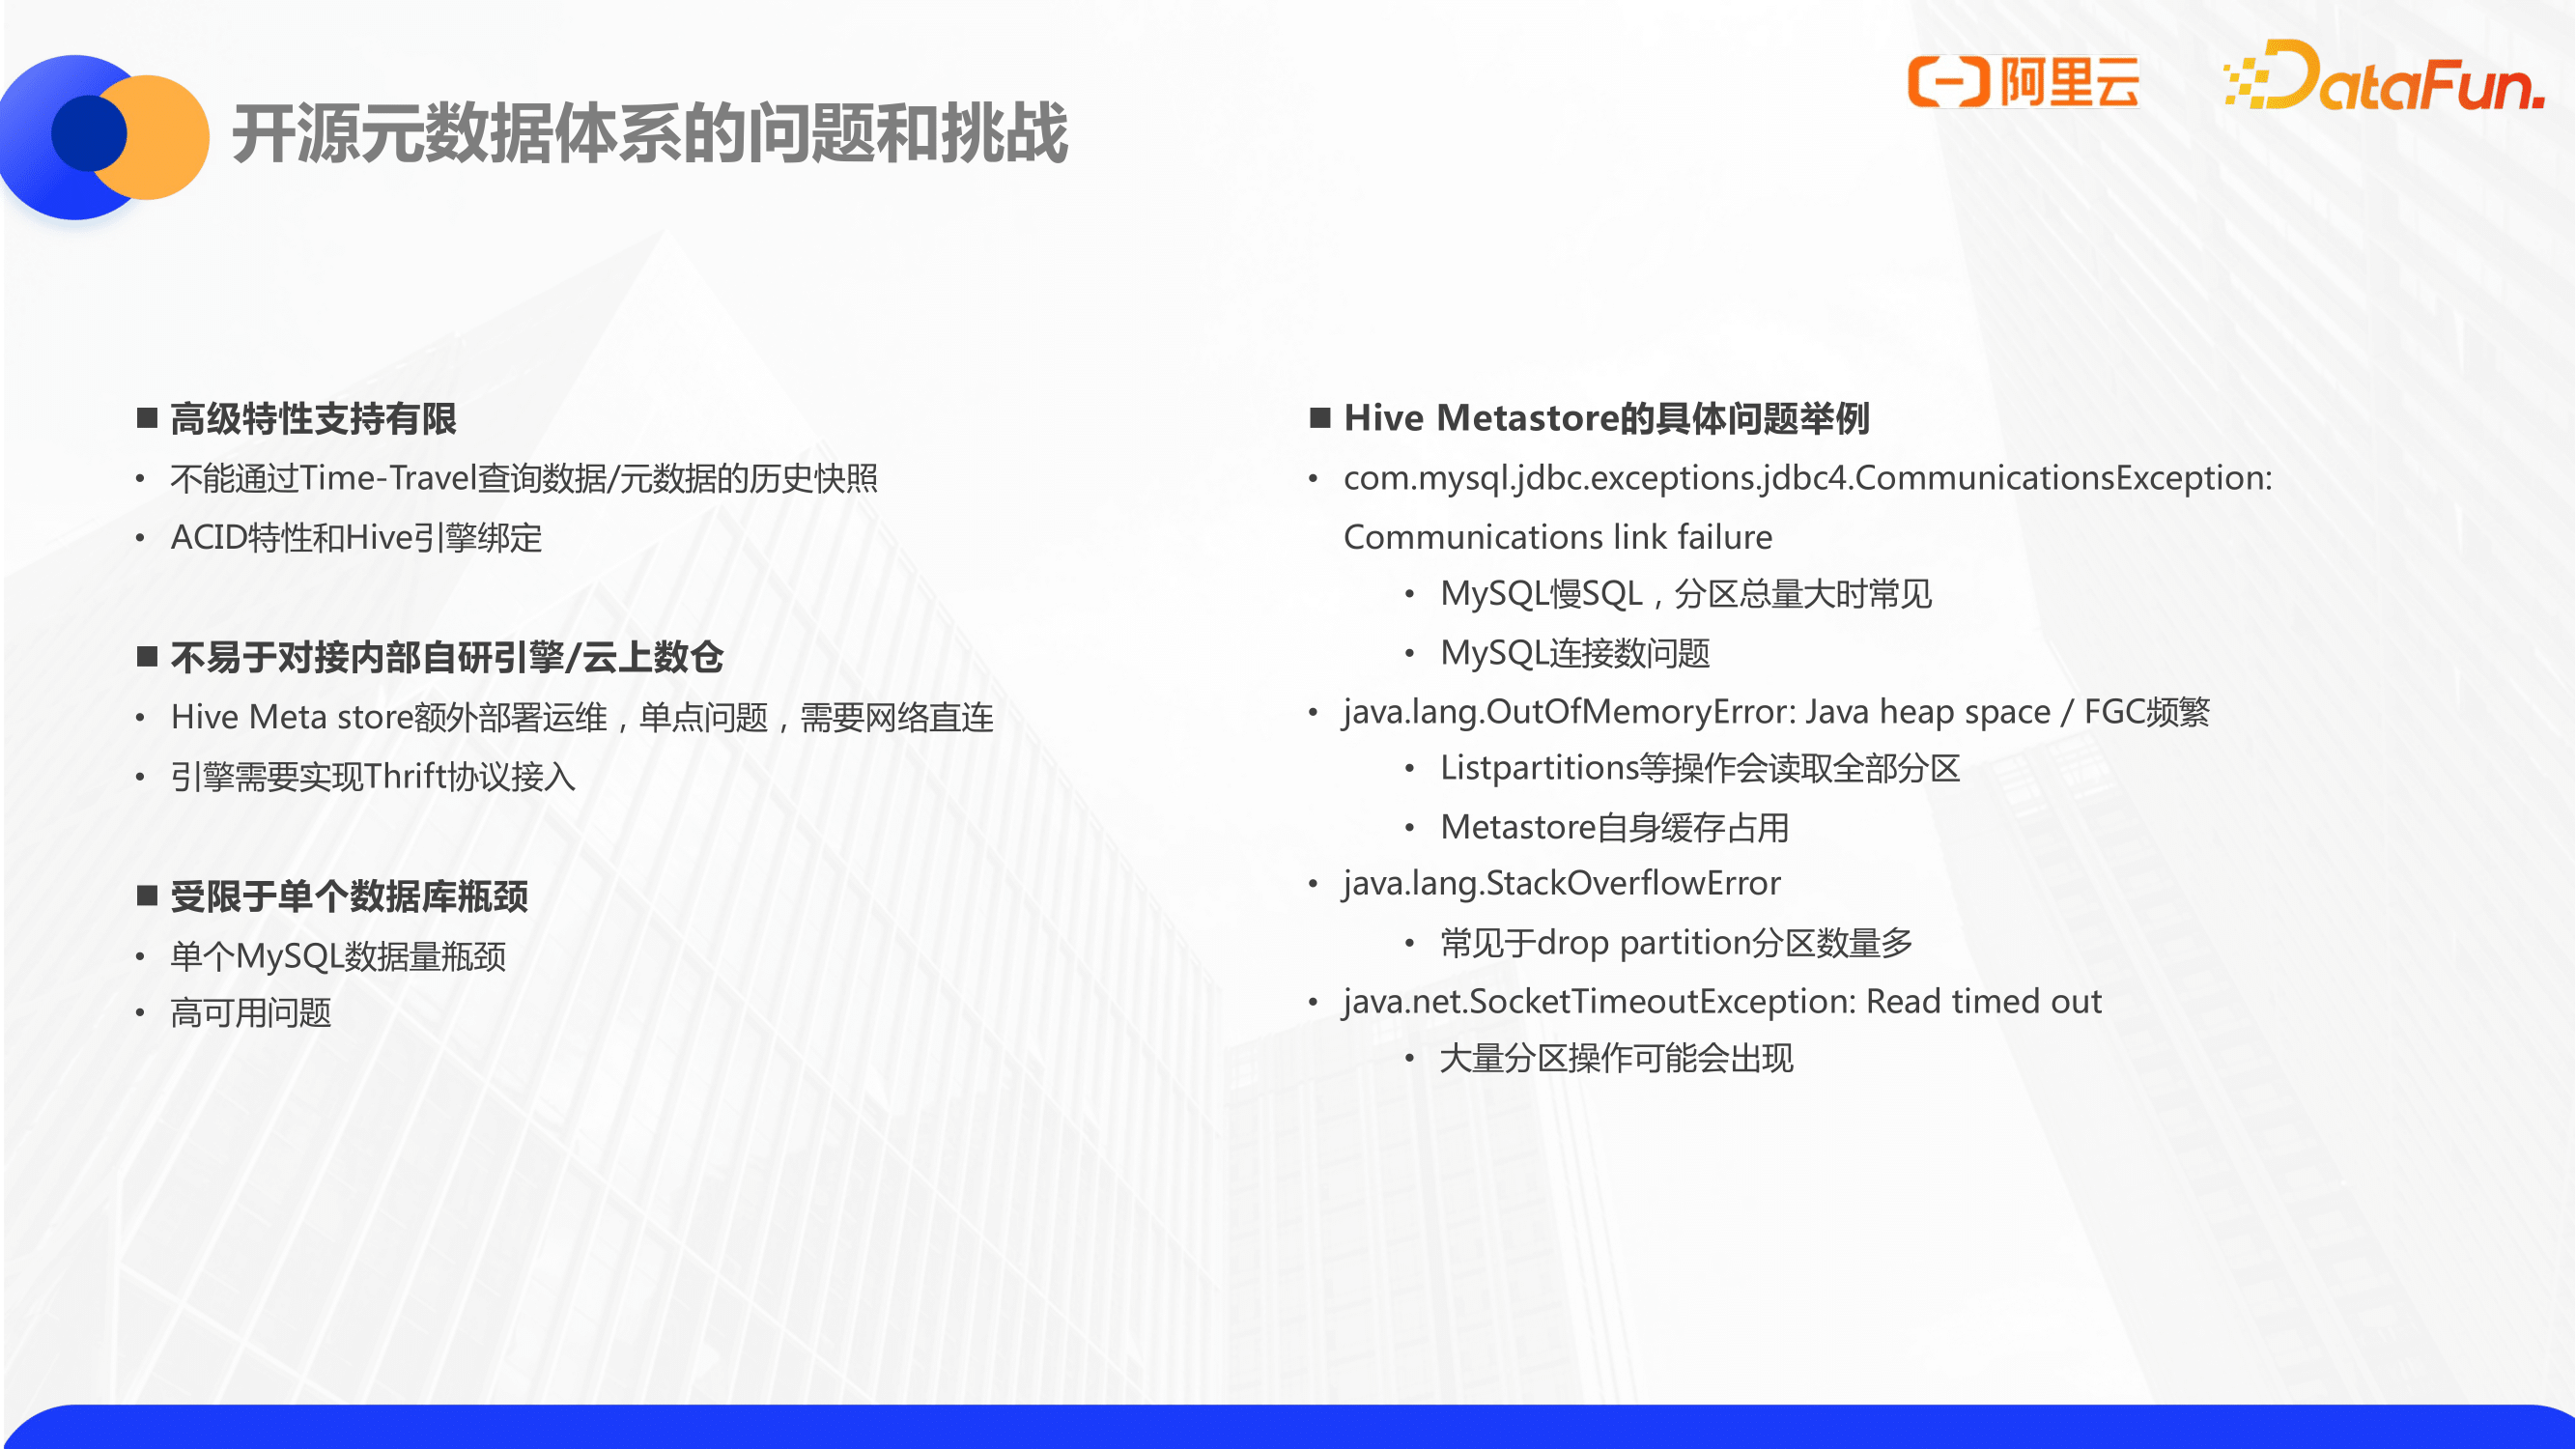 开源元数据体系的问题和挑战
阿里云
DataFun.
■ 高级特性支持有限
• 不能通过Time-Travel查询数据/元数据的历史快照
• ACID特性和Hive引擎绑定
■ 不易于对接内部自研引擎/云上数仓
• Hive Meta store额外部署运维，单点问题，需要网络直连
• 引擎需要实现Thrift协议接入
■ 受限于单个数据库瓶颈
• 单个MySQL数据量瓶颈
• 高可用问题
■ Hive Metastore的具体问题举例
• com.mysql.jdbc.exceptions.jdbc4.CommunicationsException:
Communications link failure
• MySQL慢SQL，分区总量大时常见
• MySQL连接数问题
• java.lang.OutOfMemoryError: Java heap space / FGC频繁
• Listpartitions等操作会读取全部分区
• Metastore自身缓存占用
• java.lang.StackOverflowError
• 常见于drop partition分区数量多
• java.net.SocketTimeoutException: Read timed out
• 大量分区操作可能会出现